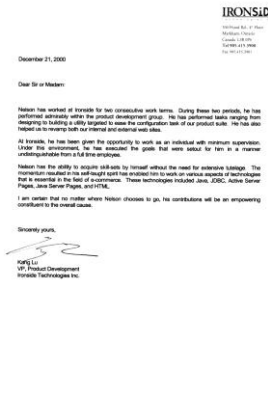 IRONSiD
Markham, Ontario
December 21, 2000
Dear Sir or Madam:
Nelson has worked at Ironside for two consecutive work terms. During these two periods, he has
performed admirably within the product development group. He has performed tasks ranging from
designing to building a utility targeted to ease the configuration task of our product suite. He has also
helped us to revamp both our internal and external web sites.
At Ironside, he has been given the opportunity to work as an individual with minimum supervision.
Under this environment, he has executed the goals that were setout for him in a manner
undistinguishable from a full time employee.
Nelson has the ability to acquire skill-sets by himself without the need for extensive tutelage. The
momentum resulted in his self-taught spirit has enabled him to work on various aspects of technologies
that is essential in the field of e-commerce. These technologies included Java, JDBC, Active Server
Pages, Java Server Pages, and HTML.
I am certain that no matter where Nelson chooses to go, his contributions will be an empowering
constituent to the overall cause.
Sincerely yours,
Lu
VP, Product Development
Ironside Technologies Inc.